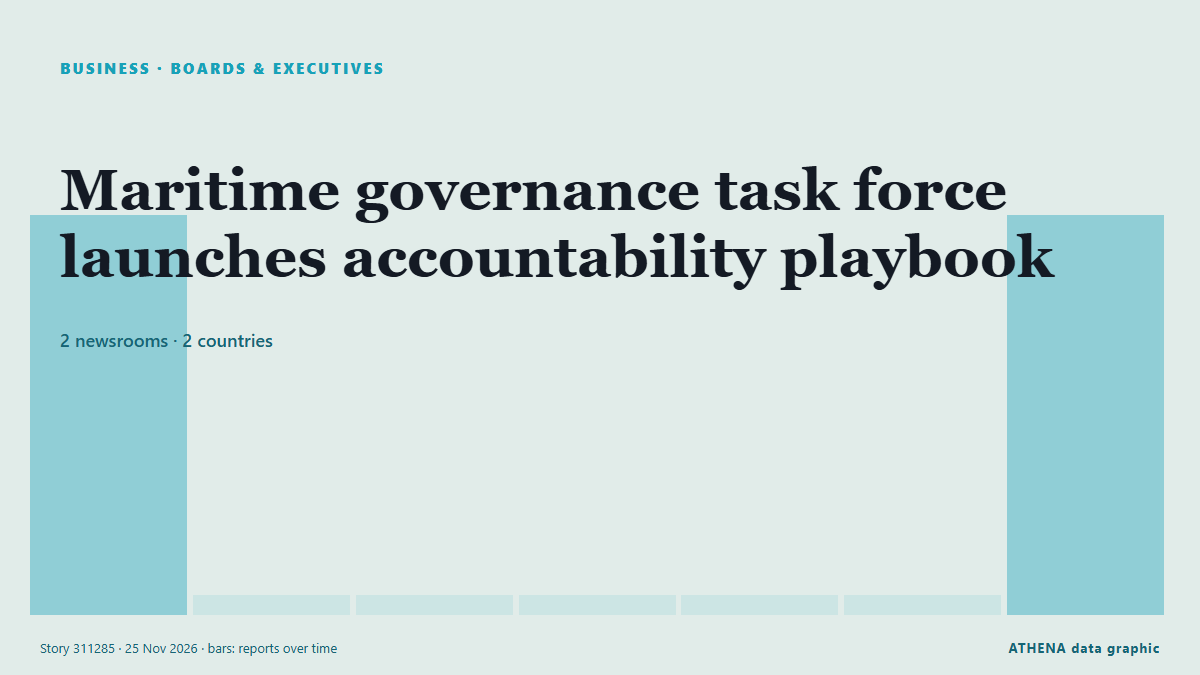 BUSINESS · BOARDS & EXECUTIVES
Maritime governance task force
launches accountability playbook
2 newsrooms · 2 countries
Story 311285 · 25 Nov 2026 · bars: reports over time
ATHENA data graphic